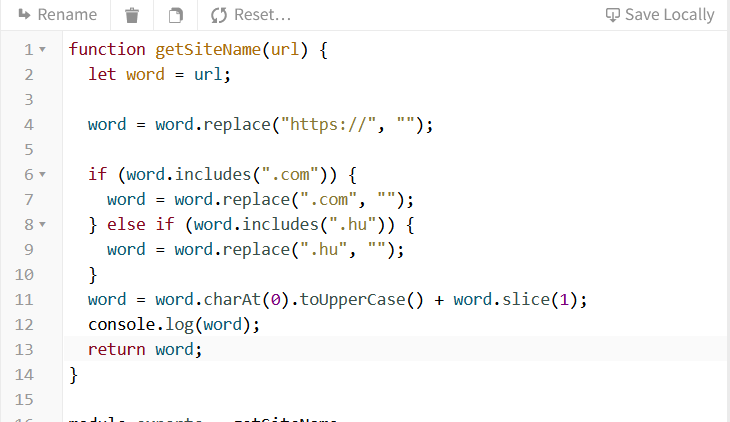 Rename Reset… Save Locally
1 function getSiteName(url) {
2 let word = url;
3
4 word = word.replace("https://", "");
5
6 if (word.includes(".com")) {
7 word = word.replace(".com", "");
8 } else if (word.includes(".hu")) {
9 word = word.replace(".hu", "");
10 }
11 word = word.charAt(0).toUpperCase() + word.slice(1);
12 console.log(word);
13 return word;
14 }
15